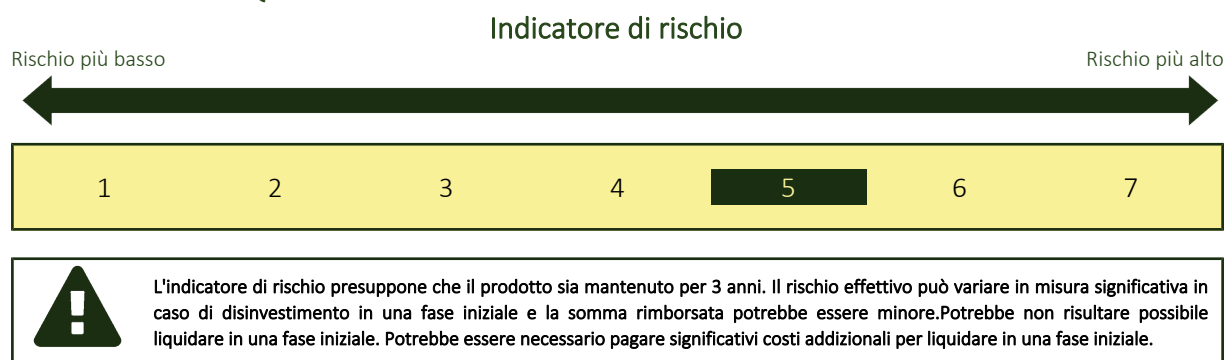 Indicatore di rischio
Rischio più basso
Rischio più alto
1 2 3 4 5 6 7
L'indicatore di rischio presuppone che il prodotto sia mantenuto per 3 anni. Il rischio effettivo può variare in misura significativa in
caso di disinvestimento in una fase iniziale e la somma rimborsata potrebbe essere minore.Potrebbe non risultare possibile
liquidare in una fase iniziale. Potrebbe essere necessario pagare significativi costi addizionali per liquidare in una fase iniziale.